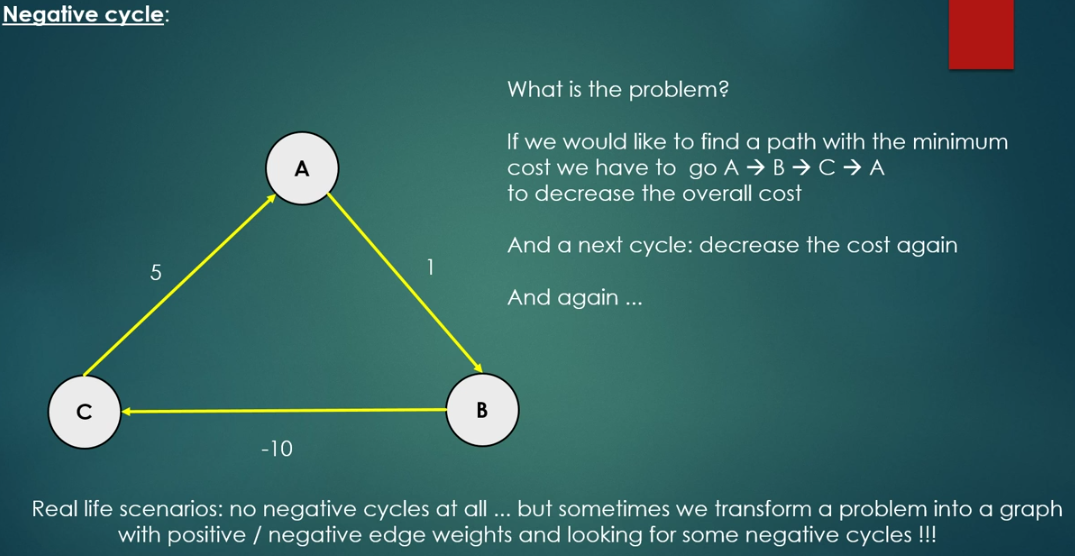 Negative cycle:
What is the problem?
If we would like to find a path with the minimum
cost we have to go A → B → C → A
to decrease the overall cost
And a next cycle: decrease the cost again
And again ...
A
5
1
C
B
-10
Real life scenarios: no negative cycles at all ... but sometimes we transform a problem into a graph
with positive / negative edge weights and looking for some negative cycles !!!